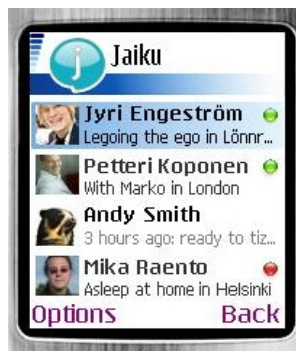 Jaiku
Jyri Engeström
Legoing the ego in Lönnr...
Petteri Koponen
With Marko in London
Andy Smith
3 hours ago: ready to tiz...
Mika Raento
Asleep at home in Helsinki
Options Back